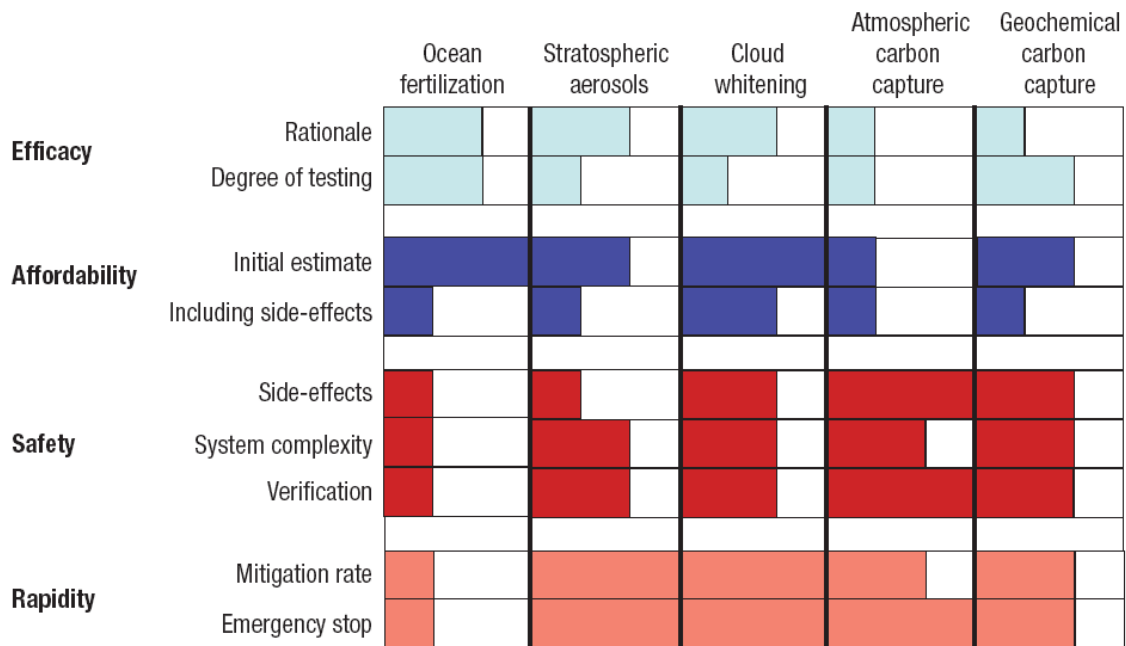 Ocean
fertilization
Stratospheric
aerosols
Cloud
whitening
Atmospheric
carbon
capture
Geochemical
carbon
capture
Efficacy
Rationale
Degree of testing
Affordability
Initial estimate
Including side-effects
Safety
Side-effects
System complexity
Verification
Rapidity
Mitigation rate
Emergency stop